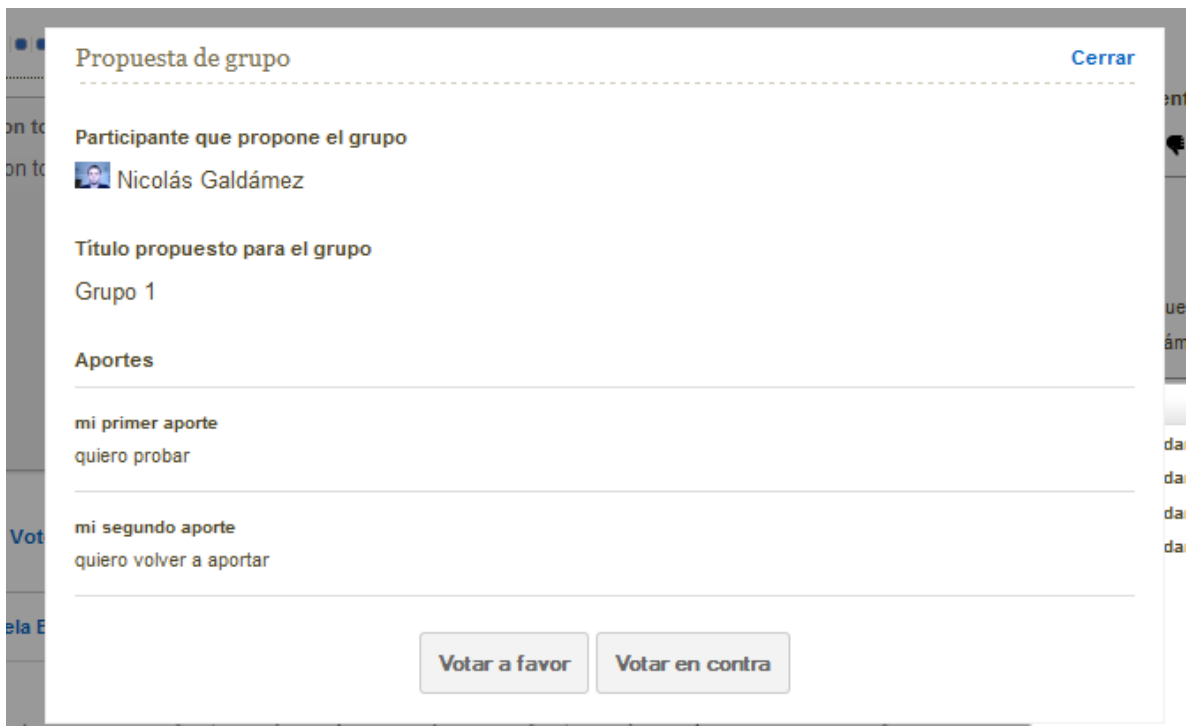 Propuesta de grupo
Cerrar
Participante que propone el grupo
Nicolás Galdámez
Título propuesto para el grupo
Grupo 1
Aportes
mi primer aporte
quiero probar
mi segundo aporte
quiero volver a aportar
Votar a favor
Votar en contra